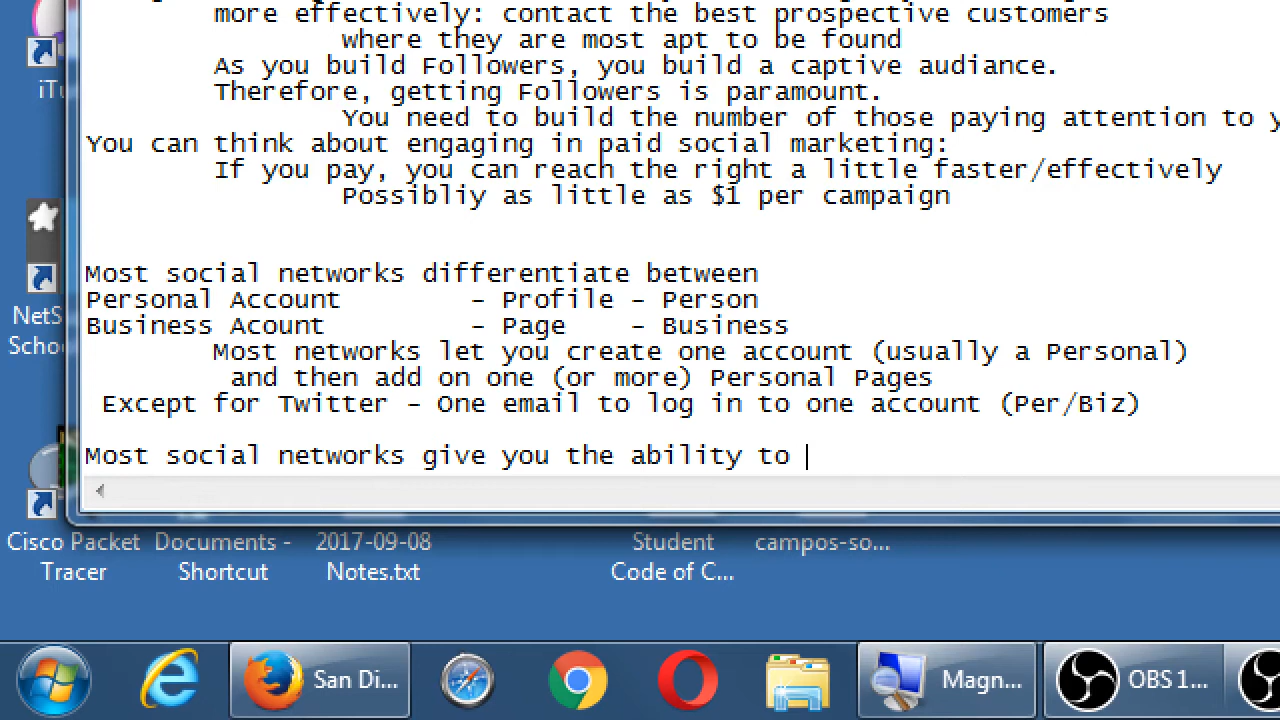 more effectively: contact the best prospective customers
where they are most apt to be found
As you build Followers, you build a captive audiance.
Therefore, getting Followers is paramount.
You need to build the number of those paying attention to y
You can think about engaging in paid social marketing:
If you pay, you can reach the right a little faster/effectively
Possibliy as little as $1 per campaign
Most social networks differentiate between
Personal Account - Profile - Person
Business Acount - Page - Business
Most networks let you create one account (usually a Personal)
and then add on one (or more) Personal Pages
Except for Twitter - One email to log in to one account (Per/Biz)
Most social networks give you the ability to
iTu
NetS
Scho
Cisco Packet Tracer
Documents - Shortcut
2017-09-08 Notes.txt
Student Code of C...
campos-so...
San Di...
Magn...
OBS 1...